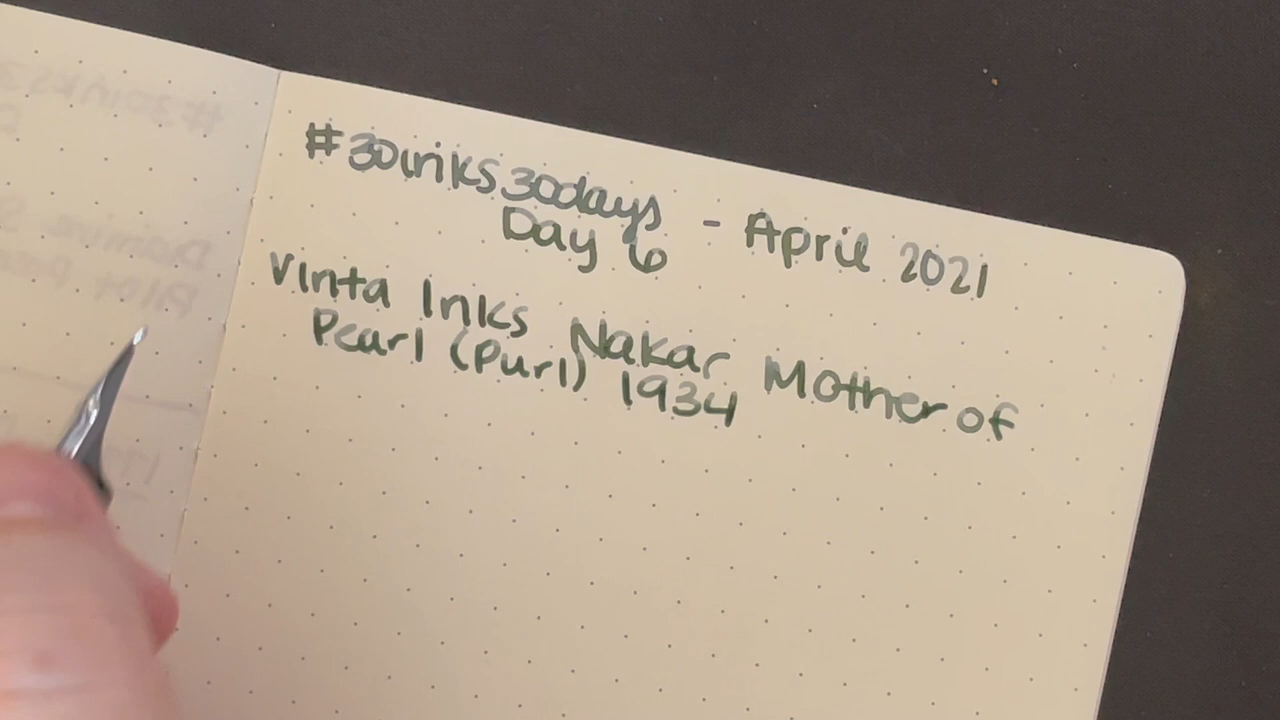 #30inks30days - April 2021
Day 6
Vinta Inks Nakar Mother of
Pearl (Purl) 1934